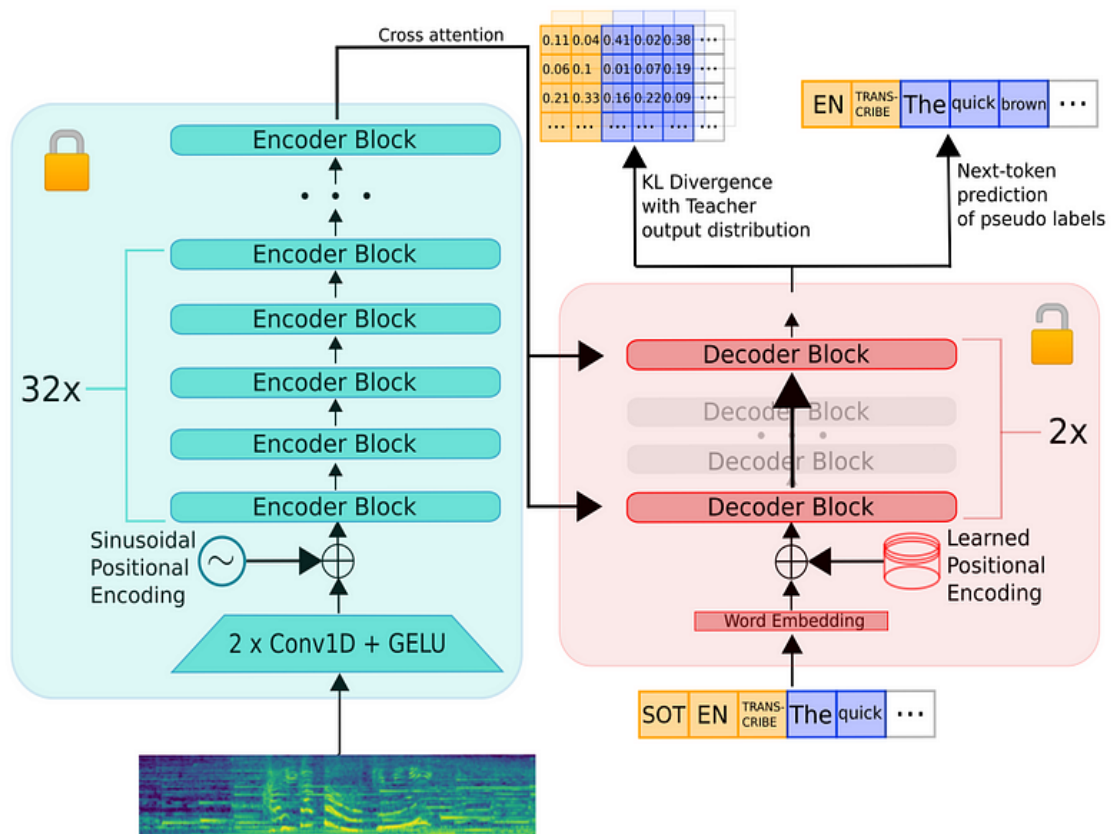 Cross attention
0.11 0.04 0.41 0.02 0.38 ...
0.06 0.1 0.01 0.07 0.19 ...
0.21 0.33 0.16 0.22 0.09 ...
... ... ... ... ... ...
EN TRANS-CRIBE The quick brown ...
KL Divergence
with Teacher
output distribution
Next-token
prediction
of pseudo labels
Encoder Block
• • •
Encoder Block
Encoder Block
Encoder Block
Encoder Block
Encoder Block
32x
Sinusoidal
Positional
Encoding
2 x Conv1D + GELU
Decoder Block
Decoder Block
• • •
Decoder Block
Decoder Block
2x
Learned
Positional
Encoding
Word Embedding
SOT EN TRANS-CRIBE The quick ...